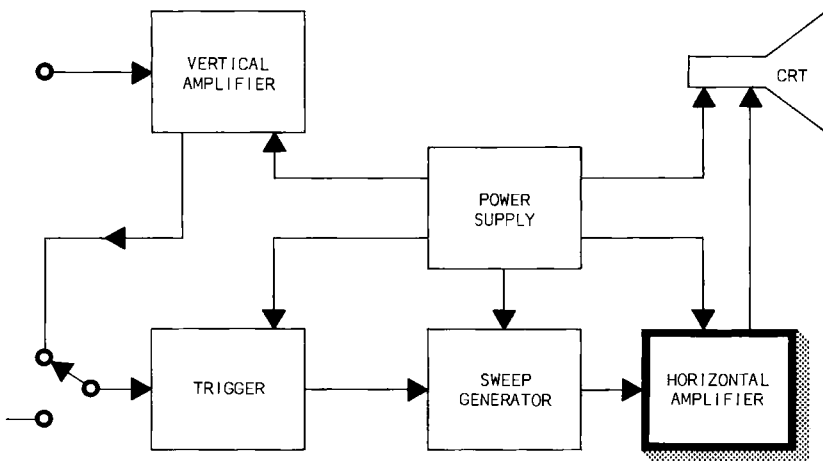 VERTICAL
AMPLIFIER
CRT
POWER
SUPPLY
TRIGGER
SWEEP
GENERATOR
HORIZONTAL
AMPLIFIER